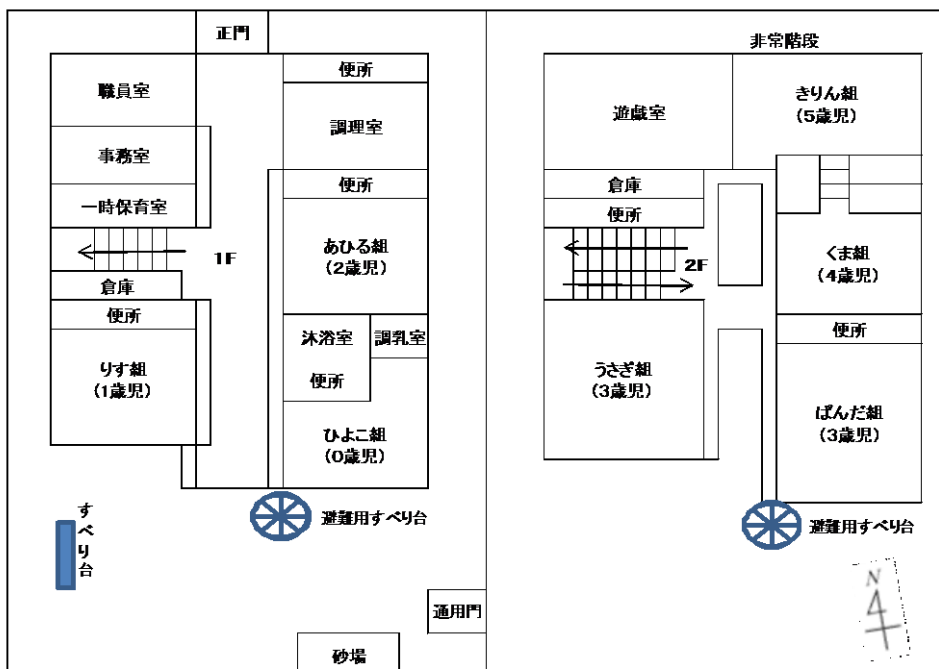 正門
職員室
便所
調理室
事務室
一時保育室
便所
あひる組
(2歳児)
1F
倉庫
便所
りす組
(1歳児)
沐浴室
調乳室
便所
ひよこ組
(0歳児)
すべり台
避難用すべり台
通用門
砂場
非常階段
遊戯室
きりん組
(5歳児)
倉庫
便所
2F
くま組
(4歳児)
便所
うさぎ組
(3歳児)
ぱんだ組
(3歳児)
避難用すべり台
N